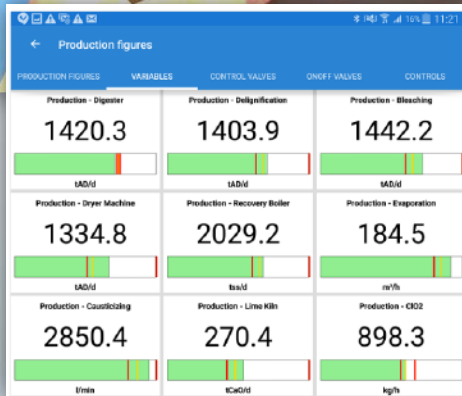 16% 11:21
Production figures
PRODUCTION FIGURES VARIABLES CONTROL VALVES ONOFF VALVES CONTROLS
Production - Digester Production - Delignification Production - Bleaching
1420.3 1403.9 1442.2
tAD/d tAD/d tAD/d
Production - Dryer Machine Production - Recovery Boiler Production - Evaporation
1334.8 2029.2 184.5
tAD/d tss/d m³/h
Production - Causticizing Production - Lime Kiln Production - ClO2
2850.4 270.4 898.3
l/min tCaO/d kg/h